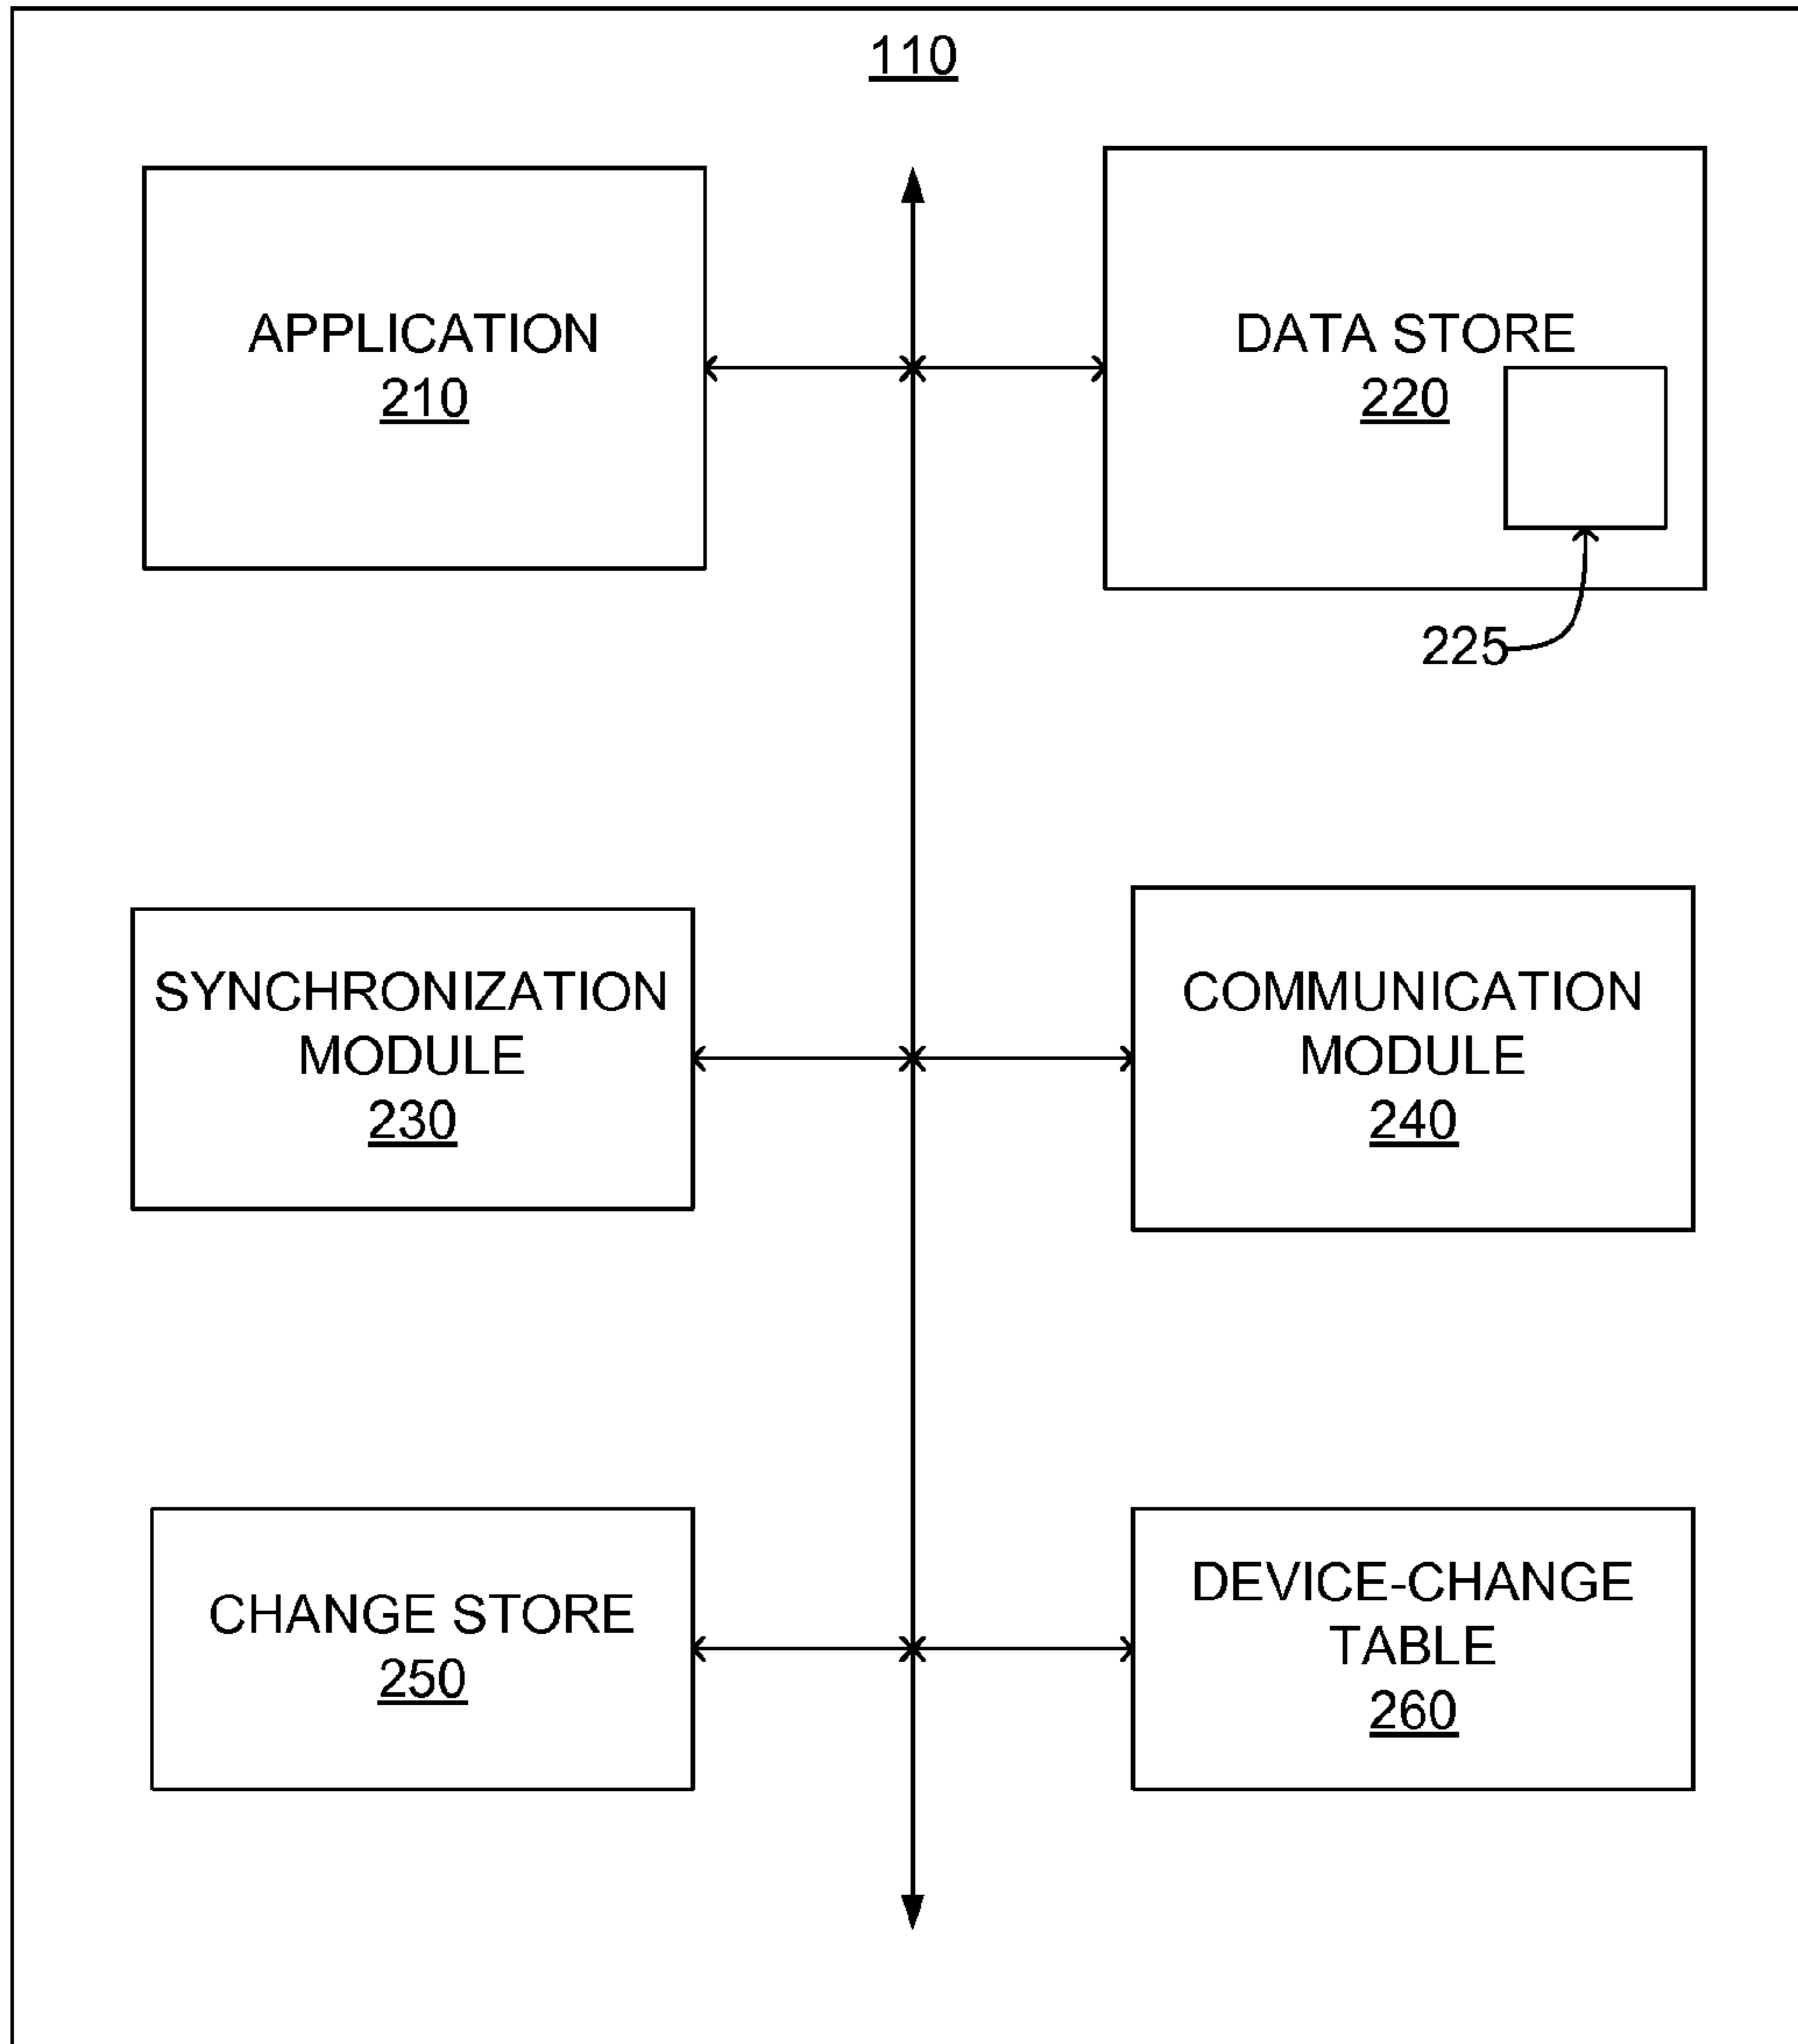 110
APPLICATION
210
DATA STORE
220
225
SYNCHRONIZATION
MODULE
230
COMMUNICATION
MODULE
240
CHANGE STORE
250
DEVICE-CHANGE
TABLE
260